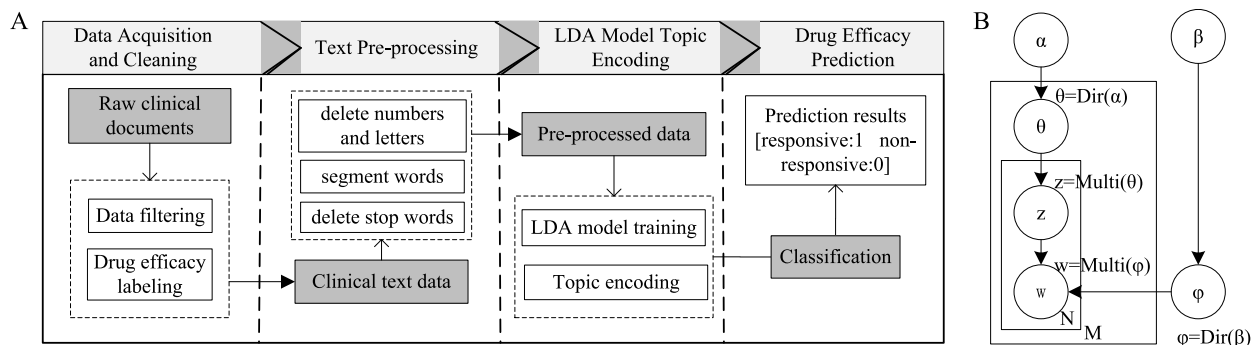 A
Data Acquisition
and Cleaning
Text Pre-processing
LDA Model Topic
Encoding
Drug Efficacy
Prediction
Raw clinical
documents
Data filtering
Drug efficacy
labeling
delete numbers
and letters
segment words
delete stop words
Clinical text data
Pre-processed data
LDA model training
Topic encoding
Prediction results
[responsive:1 non-
responsive:0]
Classification
B
α
β
θ=Dir(α)
θ
z=Multi(θ)
z
w=Multi(φ)
w
φ
N
M
φ=Dir(β)